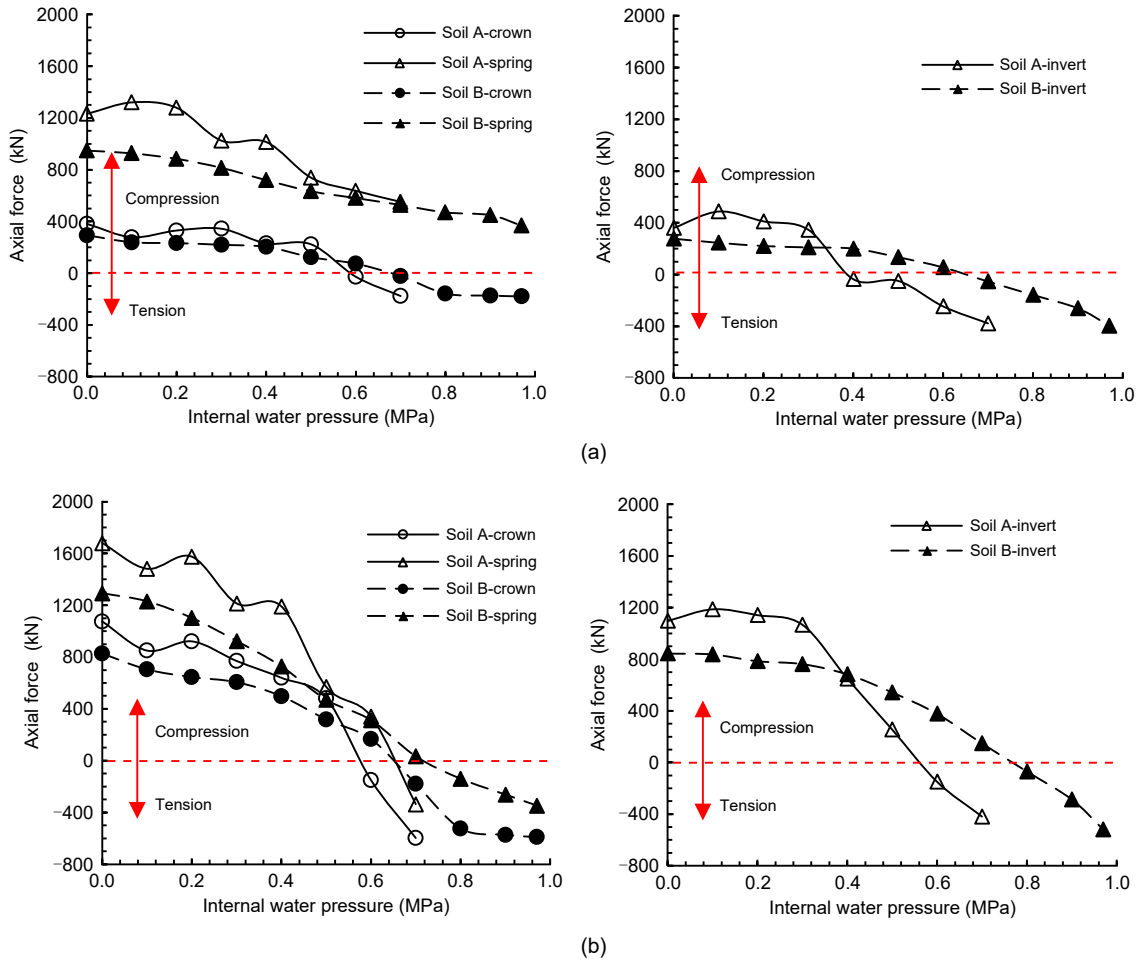 (a)
2000
1600
1200
800
400
0
−400
−800
Axial force (kN)
Soil A-crown
Soil A-spring
Soil B-crown
Soil B-spring
Compression
Tension
0.0 0.2 0.4 0.6 0.8 1.0
Internal water pressure (MPa)
2000
1600
1200
800
400
0
−400
−800
Axial force (kN)
Soil A-invert
Soil B-invert
Compression
Tension
0.0 0.2 0.4 0.6 0.8 1.0
Internal water pressure (MPa)
(a)
2000
1600
1200
800
400
0
−400
−800
Axial force (kN)
Soil A-crown
Soil A-spring
Soil B-crown
Soil B-spring
Compression
Tension
0.0 0.2 0.4 0.6 0.8 1.0
Internal water pressure (MPa)
2000
1600
1200
800
400
0
−400
−800
Axial force (kN)
Soil A-invert
Soil B-invert
Compression
Tension
0.0 0.2 0.4 0.6 0.8 1.0
Internal water pressure (MPa)
(b)